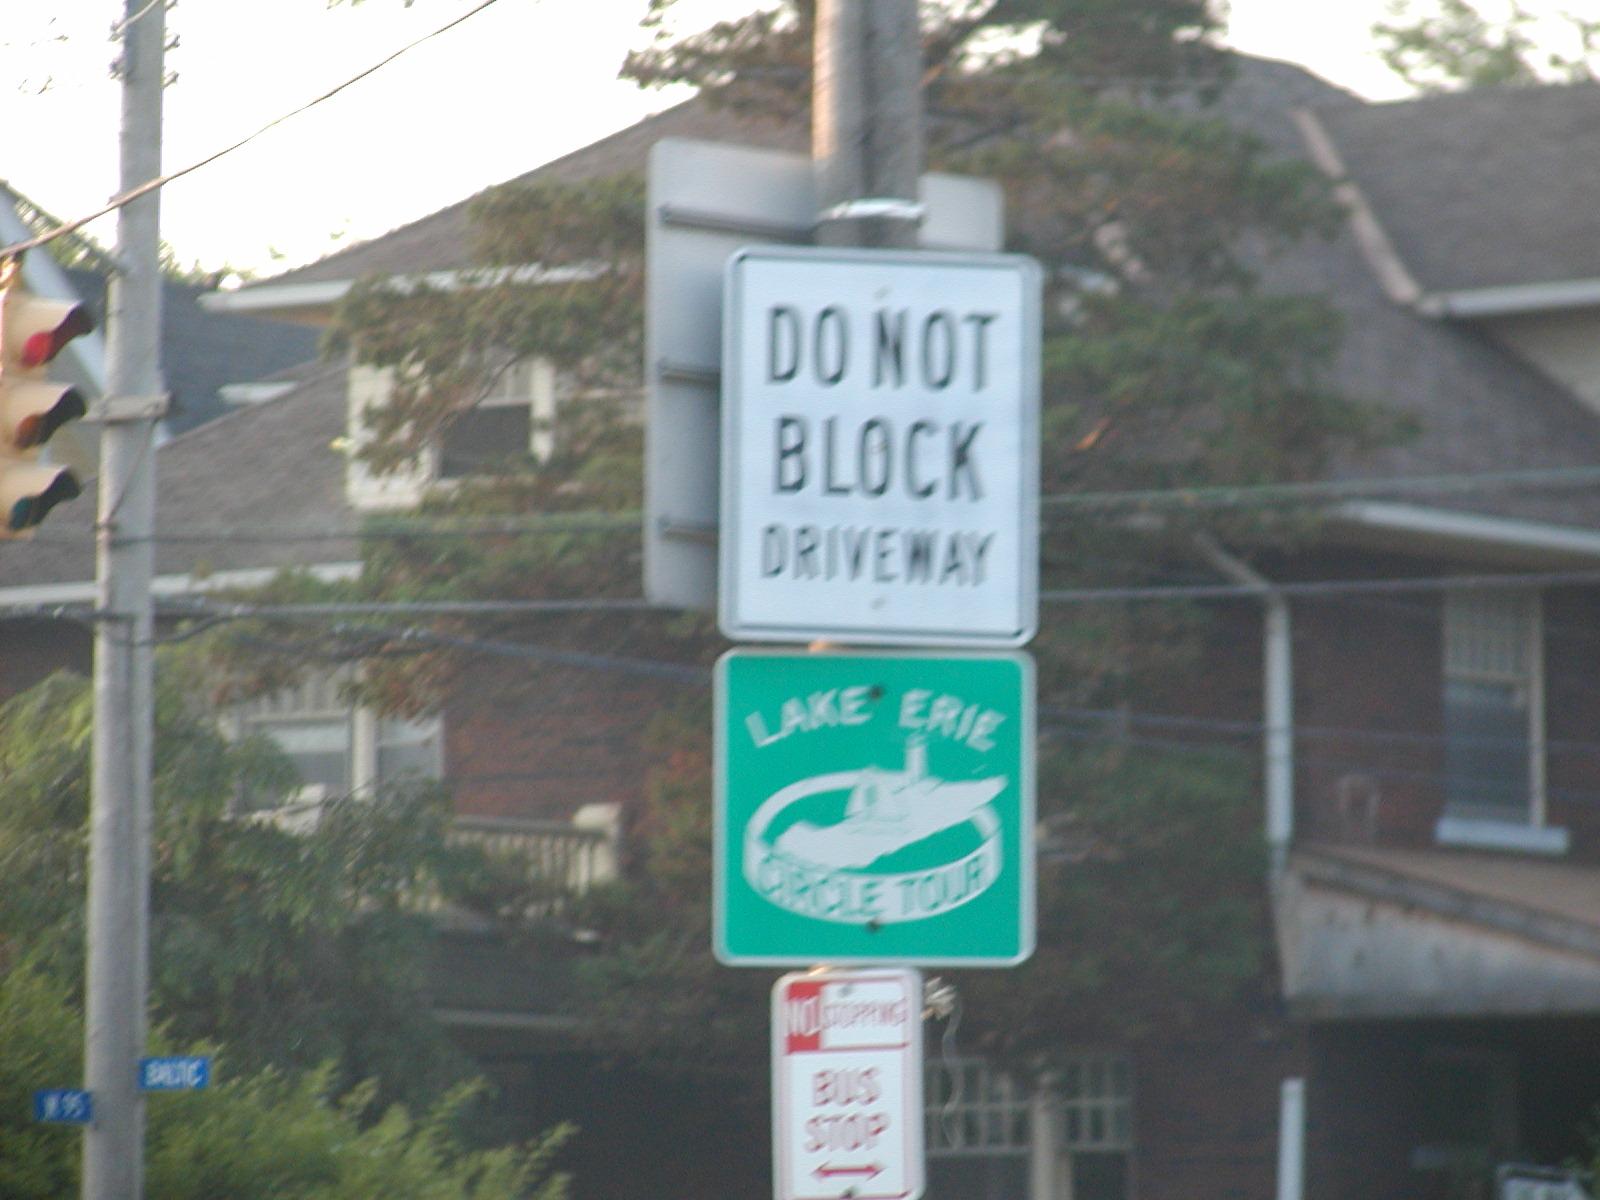 DO NOT
BLOCK
DRIVEWAY
LAKE ERIE
CIRCLE TOUR
NO STOPPING
BUS
STOP
BALTIC
W 95